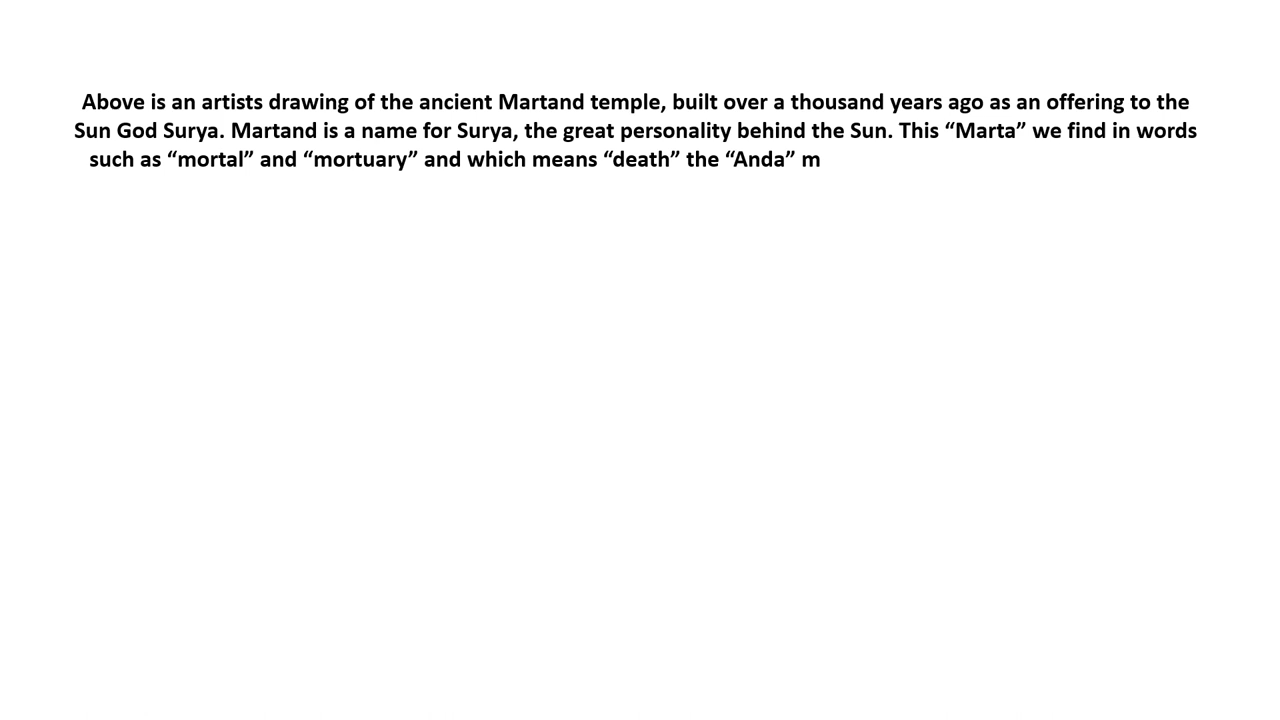 Above is an artists drawing of the ancient Martand temple, built over a thousand years ago as an offering to the
Sun God Surya. Martand is a name for Surya, the great personality behind the Sun. This “Marta” we find in words
such as “mortal” and “mortuary” and which means “death” the “Anda” m